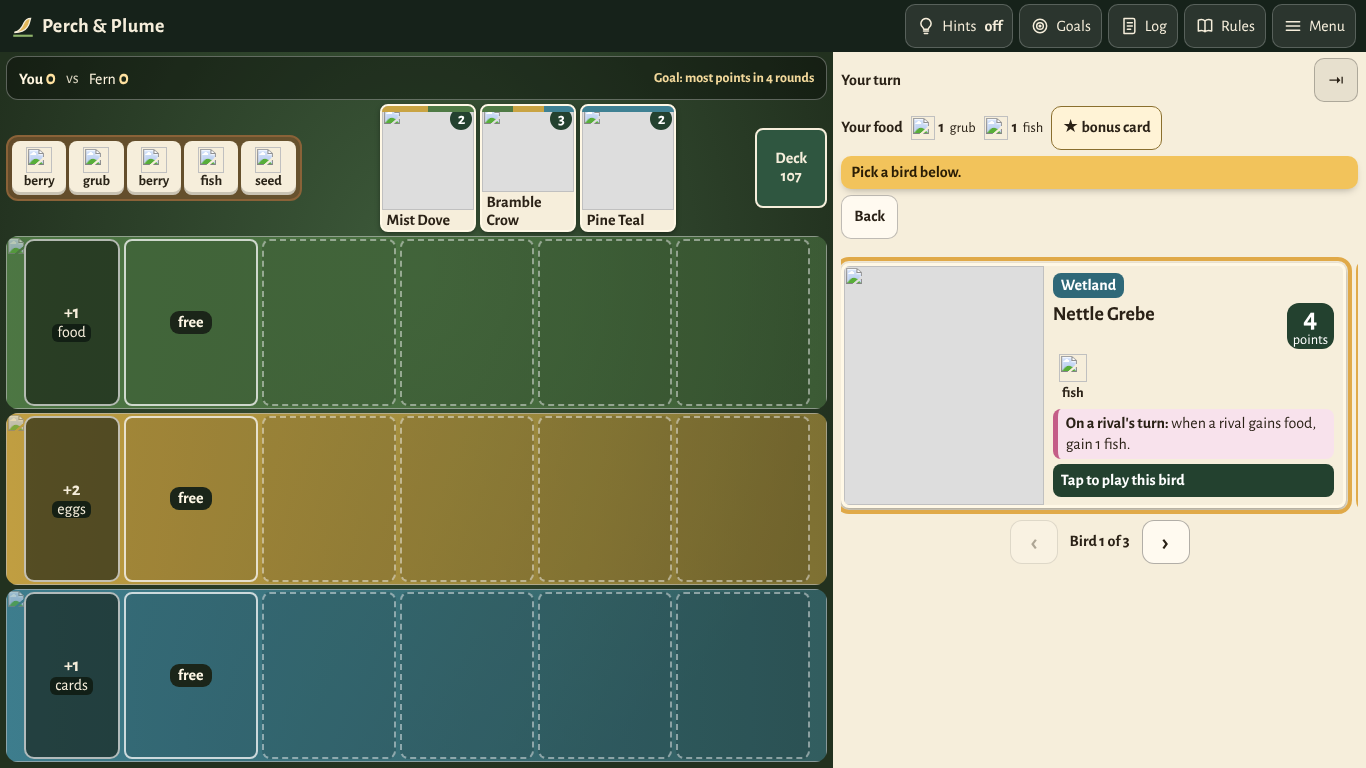 Perch & Plume
Hints off
Goals
Log
Rules
Menu
You 0 vs Fern 0
Goal: most points in 4 rounds
berry
grub
berry
fish
seed
2
Mist Dove
3
Bramble
Crow
2
Pine Teal
Deck
107
+1
food
free
+2
eggs
free
+1
cards
free
Your turn
Your food 1 grub 1 fish ★ bonus card
Pick a bird below.
Back
Wetland
Nettle Grebe
4
points
fish
On a rival's turn: when a rival gains food,
gain 1 fish.
Tap to play this bird
‹ Bird 1 of 3 ›